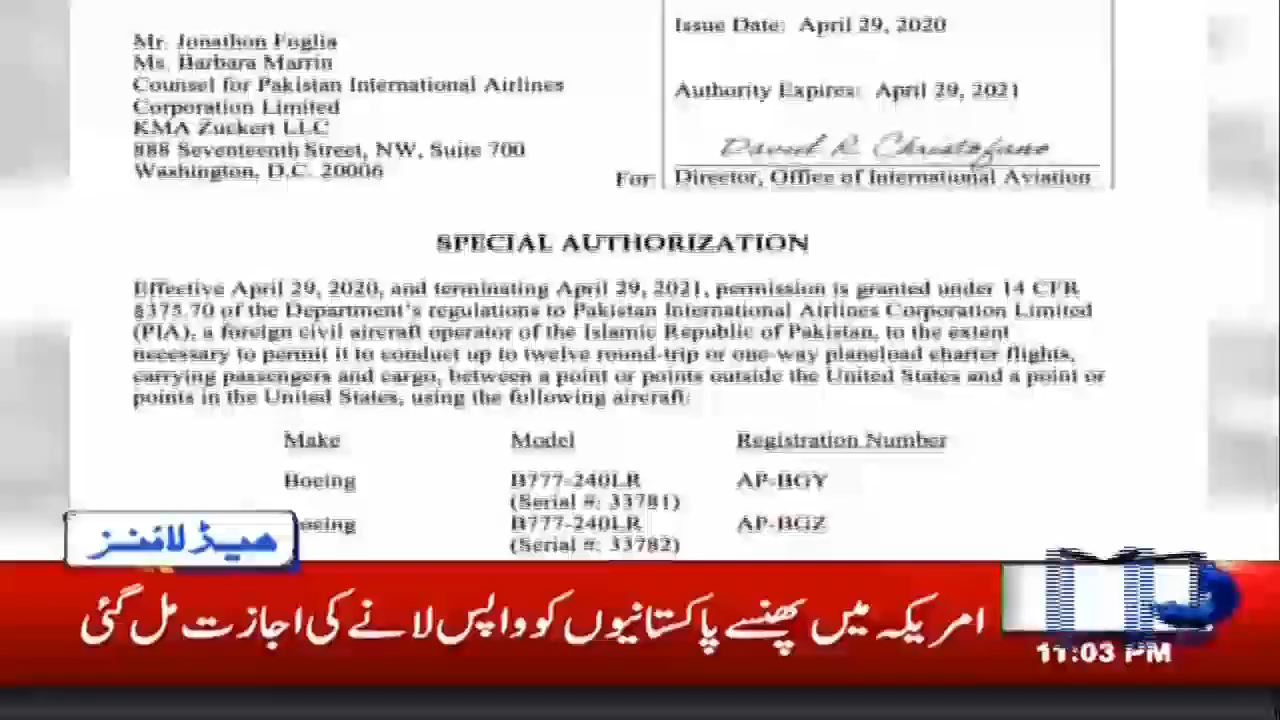 Mr. Jonathon Foglia
Ms. Barbara Marrin
Counsel for Pakistan International Airlines
Corporation Limited
KMA Zuckert LLC
888 Seventeenth Street, NW, Suite 700
Washington, D.C. 20006
Issue Date: April 29, 2020
Authority Expires: April 29, 2021
David R Christofano
For:
Director, Office of International Aviation
SPECIAL AUTHORIZATION
Effective April 29, 2020, and terminating April 29, 2021, permission is granted under 14 CFR
§375.70 of the Department's regulations to Pakistan International Airlines Corporation Limited
(PIA), a foreign civil aircraft operator of the Islamic Republic of Pakistan, to the extent
necessary to permit it to conduct up to twelve round-trip or one-way planeload charter flights,
carrying passengers and cargo, between a point or points outside the United States and a point or
points in the United States, using the following aircraft:
Make Model Registration Number
Boeing B777-240LR AP-BGY
(Serial #: 33781)
oeing B777-240LR AP-BGZ
(Serial #: 33782)
ہیڈلائنز
امریکہ میں پھنسے پاکستانیوں کو واپس لانے کی اجازت مل گئی
11:03 PM